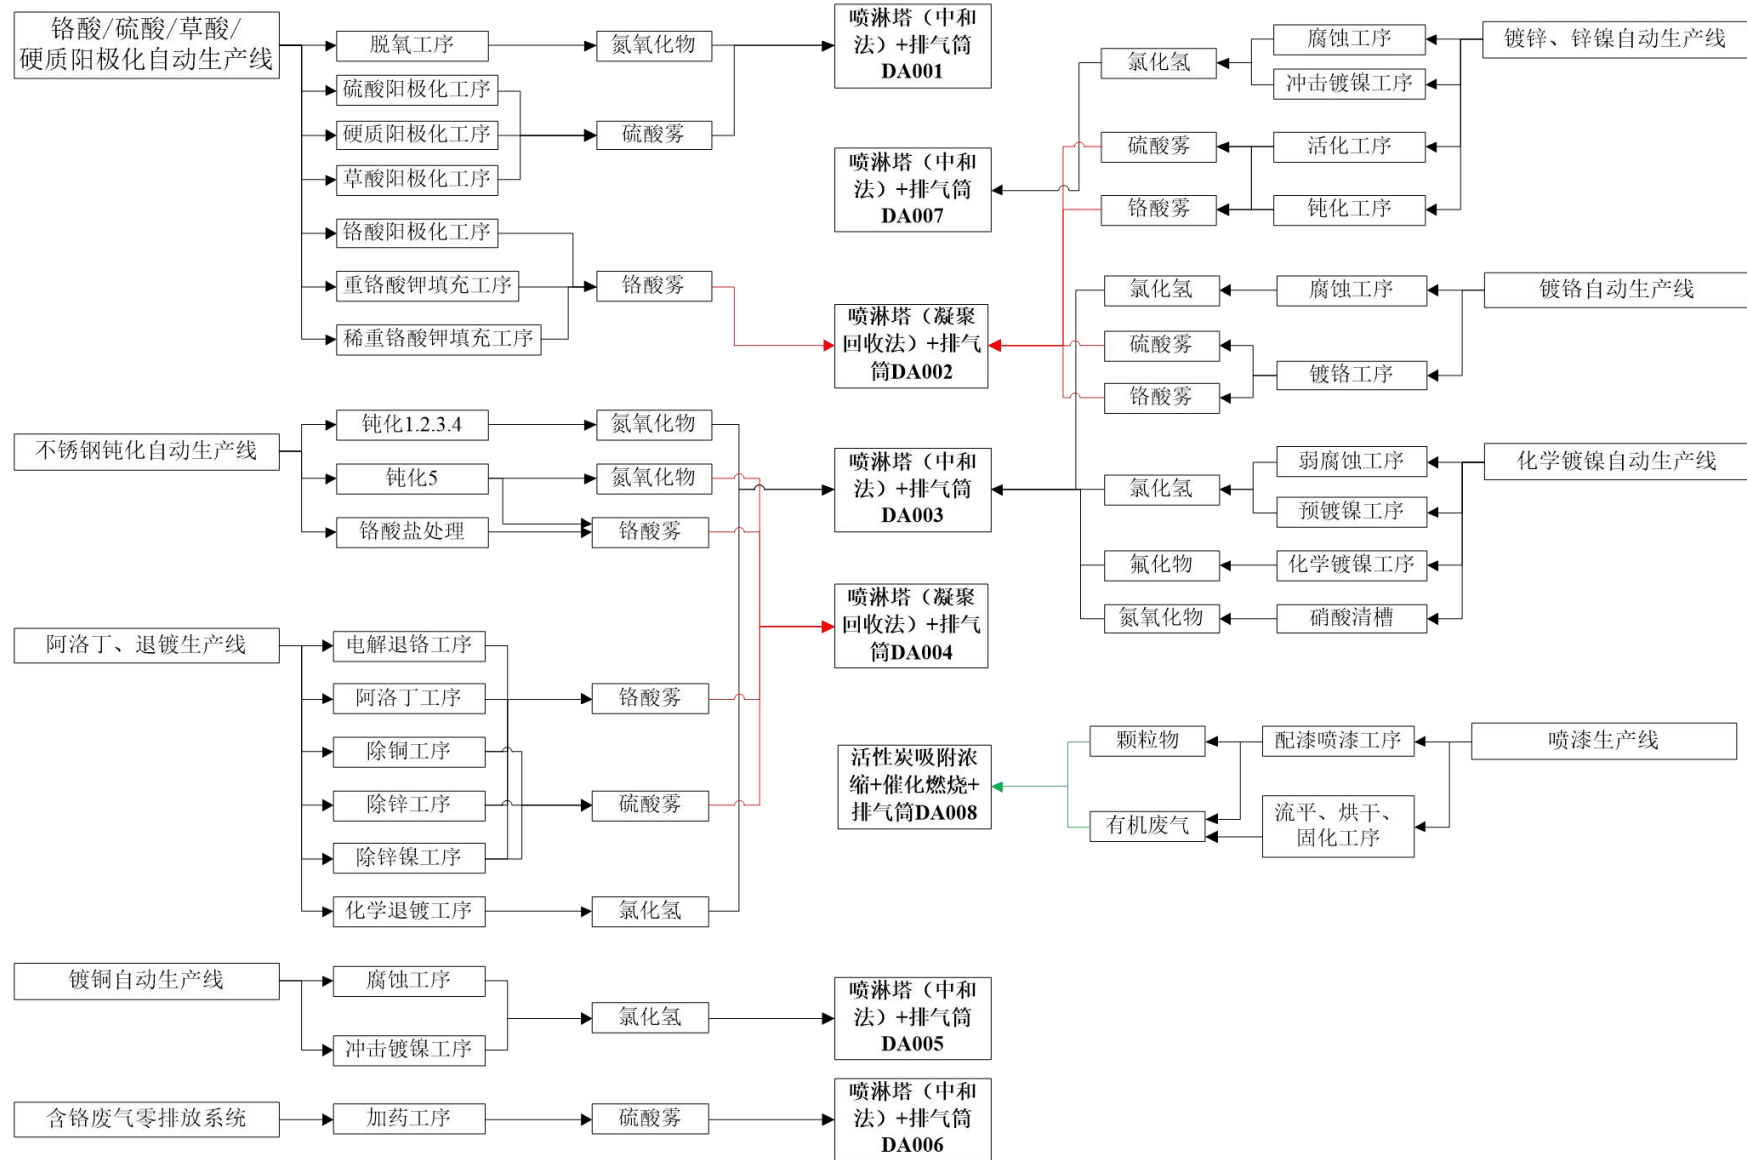 铬酸/硫酸/草酸/
硬质阳极化自动生产线
脱氧工序
氮氧化物
硫酸阳极化工序
硬质阳极化工序
硫酸雾
草酸阳极化工序
铬酸阳极化工序
重铬酸钾填充工序
铬酸雾
稀重铬酸钾填充工序
不锈钢钝化自动生产线
钝化1.2.3.4
氮氧化物
钝化5
氮氧化物
铬酸盐处理
铬酸雾
阿洛丁、退镀生产线
电解退铬工序
阿洛丁工序
铬酸雾
除铜工序
除锌工序
硫酸雾
除锌镍工序
化学退镀工序
氯化氢
镀铜自动生产线
腐蚀工序
氯化氢
冲击镀镍工序
含铬废气零排放系统
加药工序
硫酸雾
喷淋塔（中和
法）+排气筒
DA001
喷淋塔（中和
法）+排气筒
DA007
喷淋塔（凝聚
回收法）+排气
筒DA002
喷淋塔（中和
法）+排气筒
DA003
喷淋塔（凝聚
回收法）+排气
筒DA004
活性炭吸附浓
缩+催化燃烧+
排气筒DA008
喷淋塔（中和
法）+排气筒
DA005
喷淋塔（中和
法）+排气筒
DA006
镀锌、锌镍自动生产线
腐蚀工序
氯化氢
冲击镀镍工序
硫酸雾
活化工序
铬酸雾
钝化工序
氯化氢
腐蚀工序
镀铬自动生产线
硫酸雾
镀铬工序
铬酸雾
弱腐蚀工序
化学镀镍自动生产线
氯化氢
预镀镍工序
氟化物
化学镀镍工序
氮氧化物
硝酸清槽
颗粒物
配漆喷漆工序
喷漆生产线
有机废气
流平、烘干、
固化工序